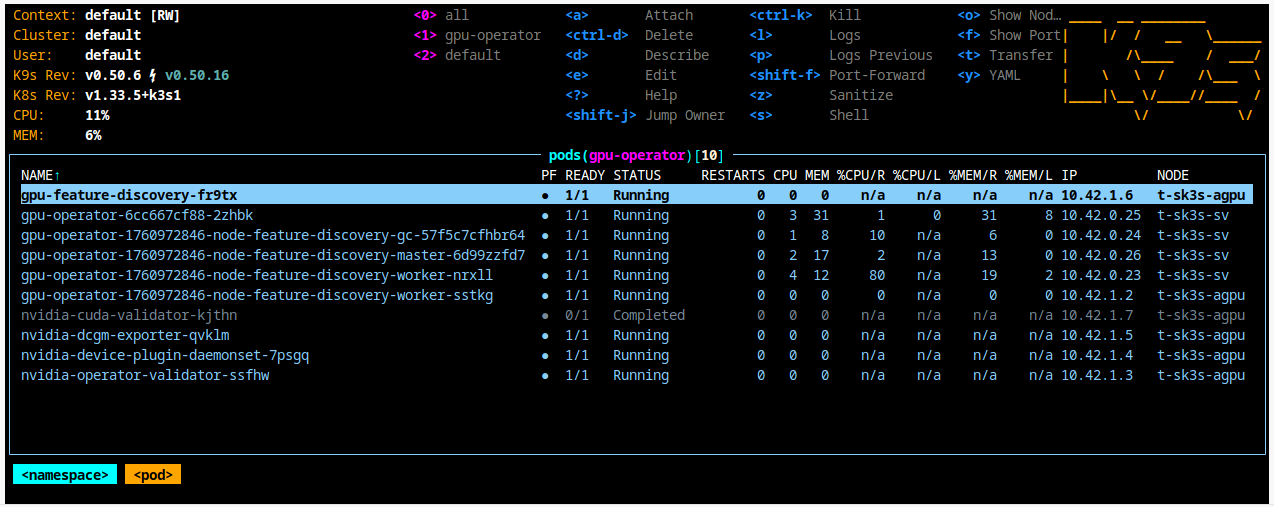 Context: default [RW] <0> all <a> Attach <ctrl-k> Kill <o> Show Nod…
Cluster: default <1> gpu-operator <ctrl-d> Delete <l> Logs <f> Show Port
User: default <2> default <d> Describe <p> Logs Previous <t> Transfer
K9s Rev: v0.50.6 ⚡ v0.50.16 <e> Edit <shift-f> Port-Forward <y> YAML
K8s Rev: v1.33.5+k3s1 <?> Help <z> Sanitize
CPU: 11% <shift-j> Jump Owner <s> Shell
MEM: 6%
pods(gpu-operator)[10]
NAME↑ PF READY STATUS RESTARTS CPU MEM %CPU/R %CPU/L %MEM/R %MEM/L IP NODE
gpu-feature-discovery-fr9tx ● 1/1 Running 0 0 0 n/a n/a n/a n/a 10.42.1.6 t-sk3s-agpu
gpu-operator-6cc667cf88-2zhbk ● 1/1 Running 0 3 31 1 0 31 8 10.42.0.25 t-sk3s-sv
gpu-operator-1760972846-node-feature-discovery-gc-57f5c7cfhbr64 ● 1/1 Running 0 1 8 10 n/a 6 0 10.42.0.24 t-sk3s-sv
gpu-operator-1760972846-node-feature-discovery-master-6d99zzfd7 ● 1/1 Running 0 2 17 2 n/a 13 0 10.42.0.26 t-sk3s-sv
gpu-operator-1760972846-node-feature-discovery-worker-nrxll ● 1/1 Running 0 4 12 80 n/a 19 2 10.42.0.23 t-sk3s-sv
gpu-operator-1760972846-node-feature-discovery-worker-sstkg ● 1/1 Running 0 0 0 0 n/a 0 0 10.42.1.2 t-sk3s-agpu
nvidia-cuda-validator-kjthn ● 0/1 Completed 0 0 0 n/a n/a n/a n/a 10.42.1.7 t-sk3s-agpu
nvidia-dcgm-exporter-qvklm ● 1/1 Running 0 0 0 n/a n/a n/a n/a 10.42.1.5 t-sk3s-agpu
nvidia-device-plugin-daemonset-7psgq ● 1/1 Running 0 0 0 n/a n/a n/a n/a 10.42.1.4 t-sk3s-agpu
nvidia-operator-validator-ssfhw ● 1/1 Running 0 0 0 n/a n/a n/a n/a 10.42.1.3 t-sk3s-agpu
<namespace> <pod>